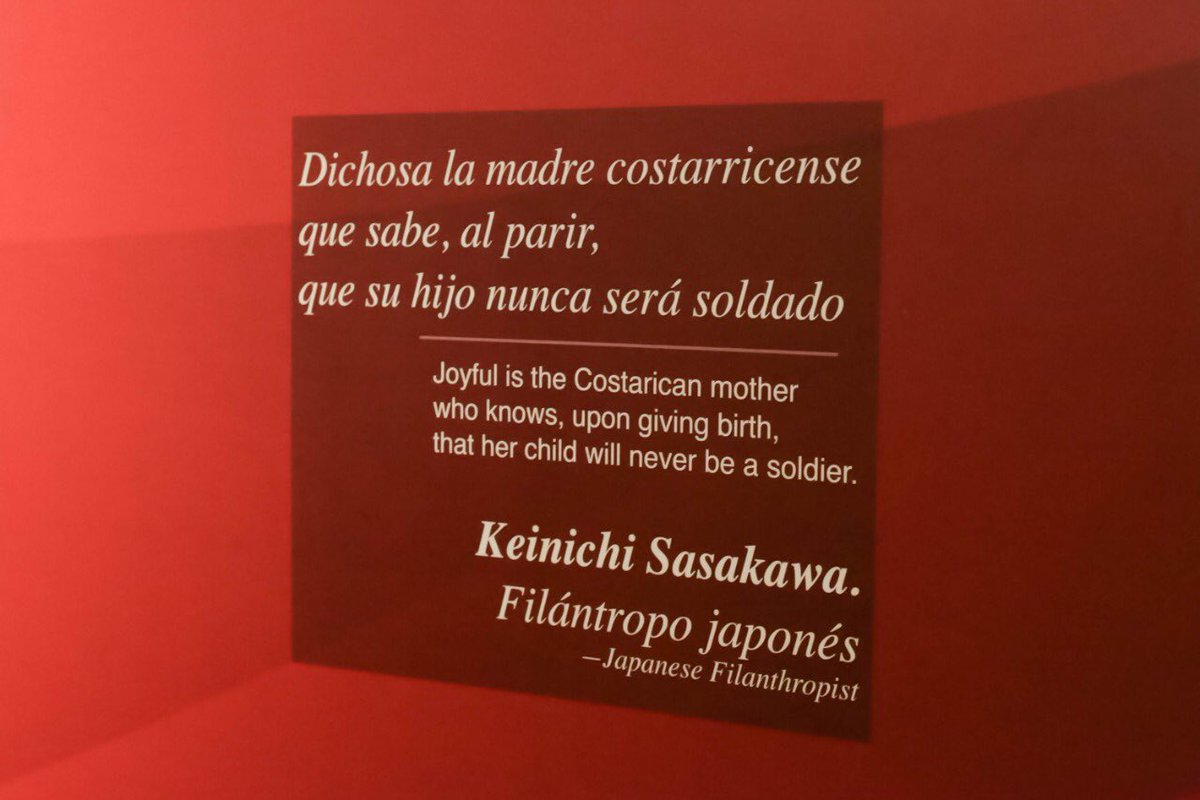 Dichosa la madre costarricense
que sabe, al parir,
que su hijo nunca será soldado
Joyful is the Costarican mother
who knows, upon giving birth,
that her child will never be a soldier.
Keinichi Sasakawa.
Filántropo japonés
–Japanese Filanthropist